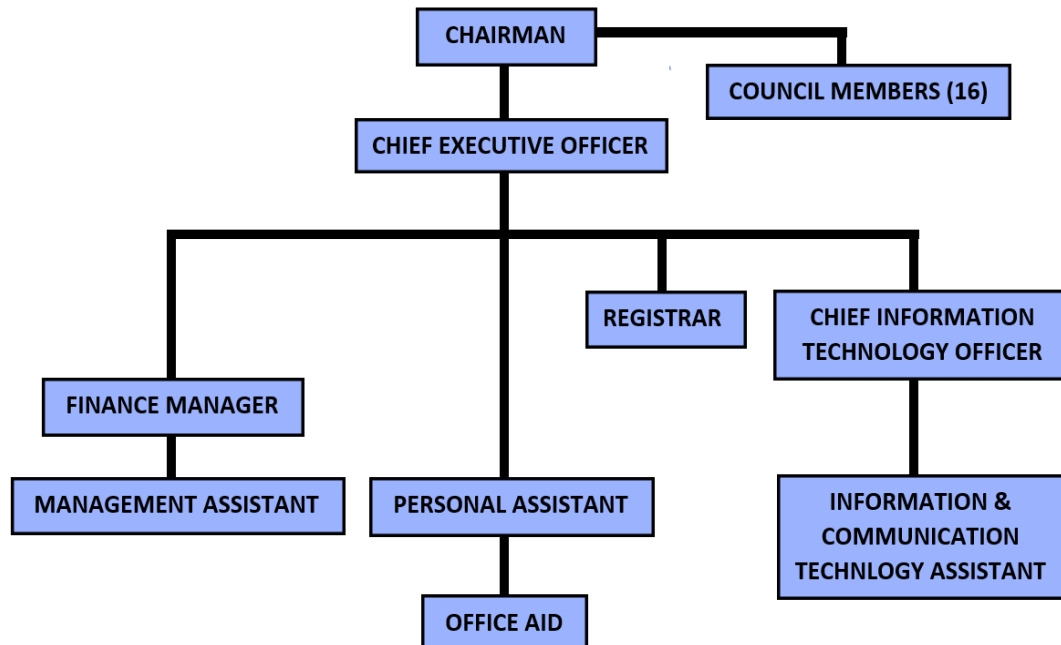 CHAIRMAN
COUNCIL MEMBERS (16)
CHIEF EXECUTIVE OFFICER
REGISTRAR
CHIEF INFORMATION
TECHNOLOGY OFFICER
FINANCE MANAGER
MANAGEMENT ASSISTANT
PERSONAL ASSISTANT
INFORMATION &
COMMUNICATION
TECHNLOGY ASSISTANT
OFFICE AID